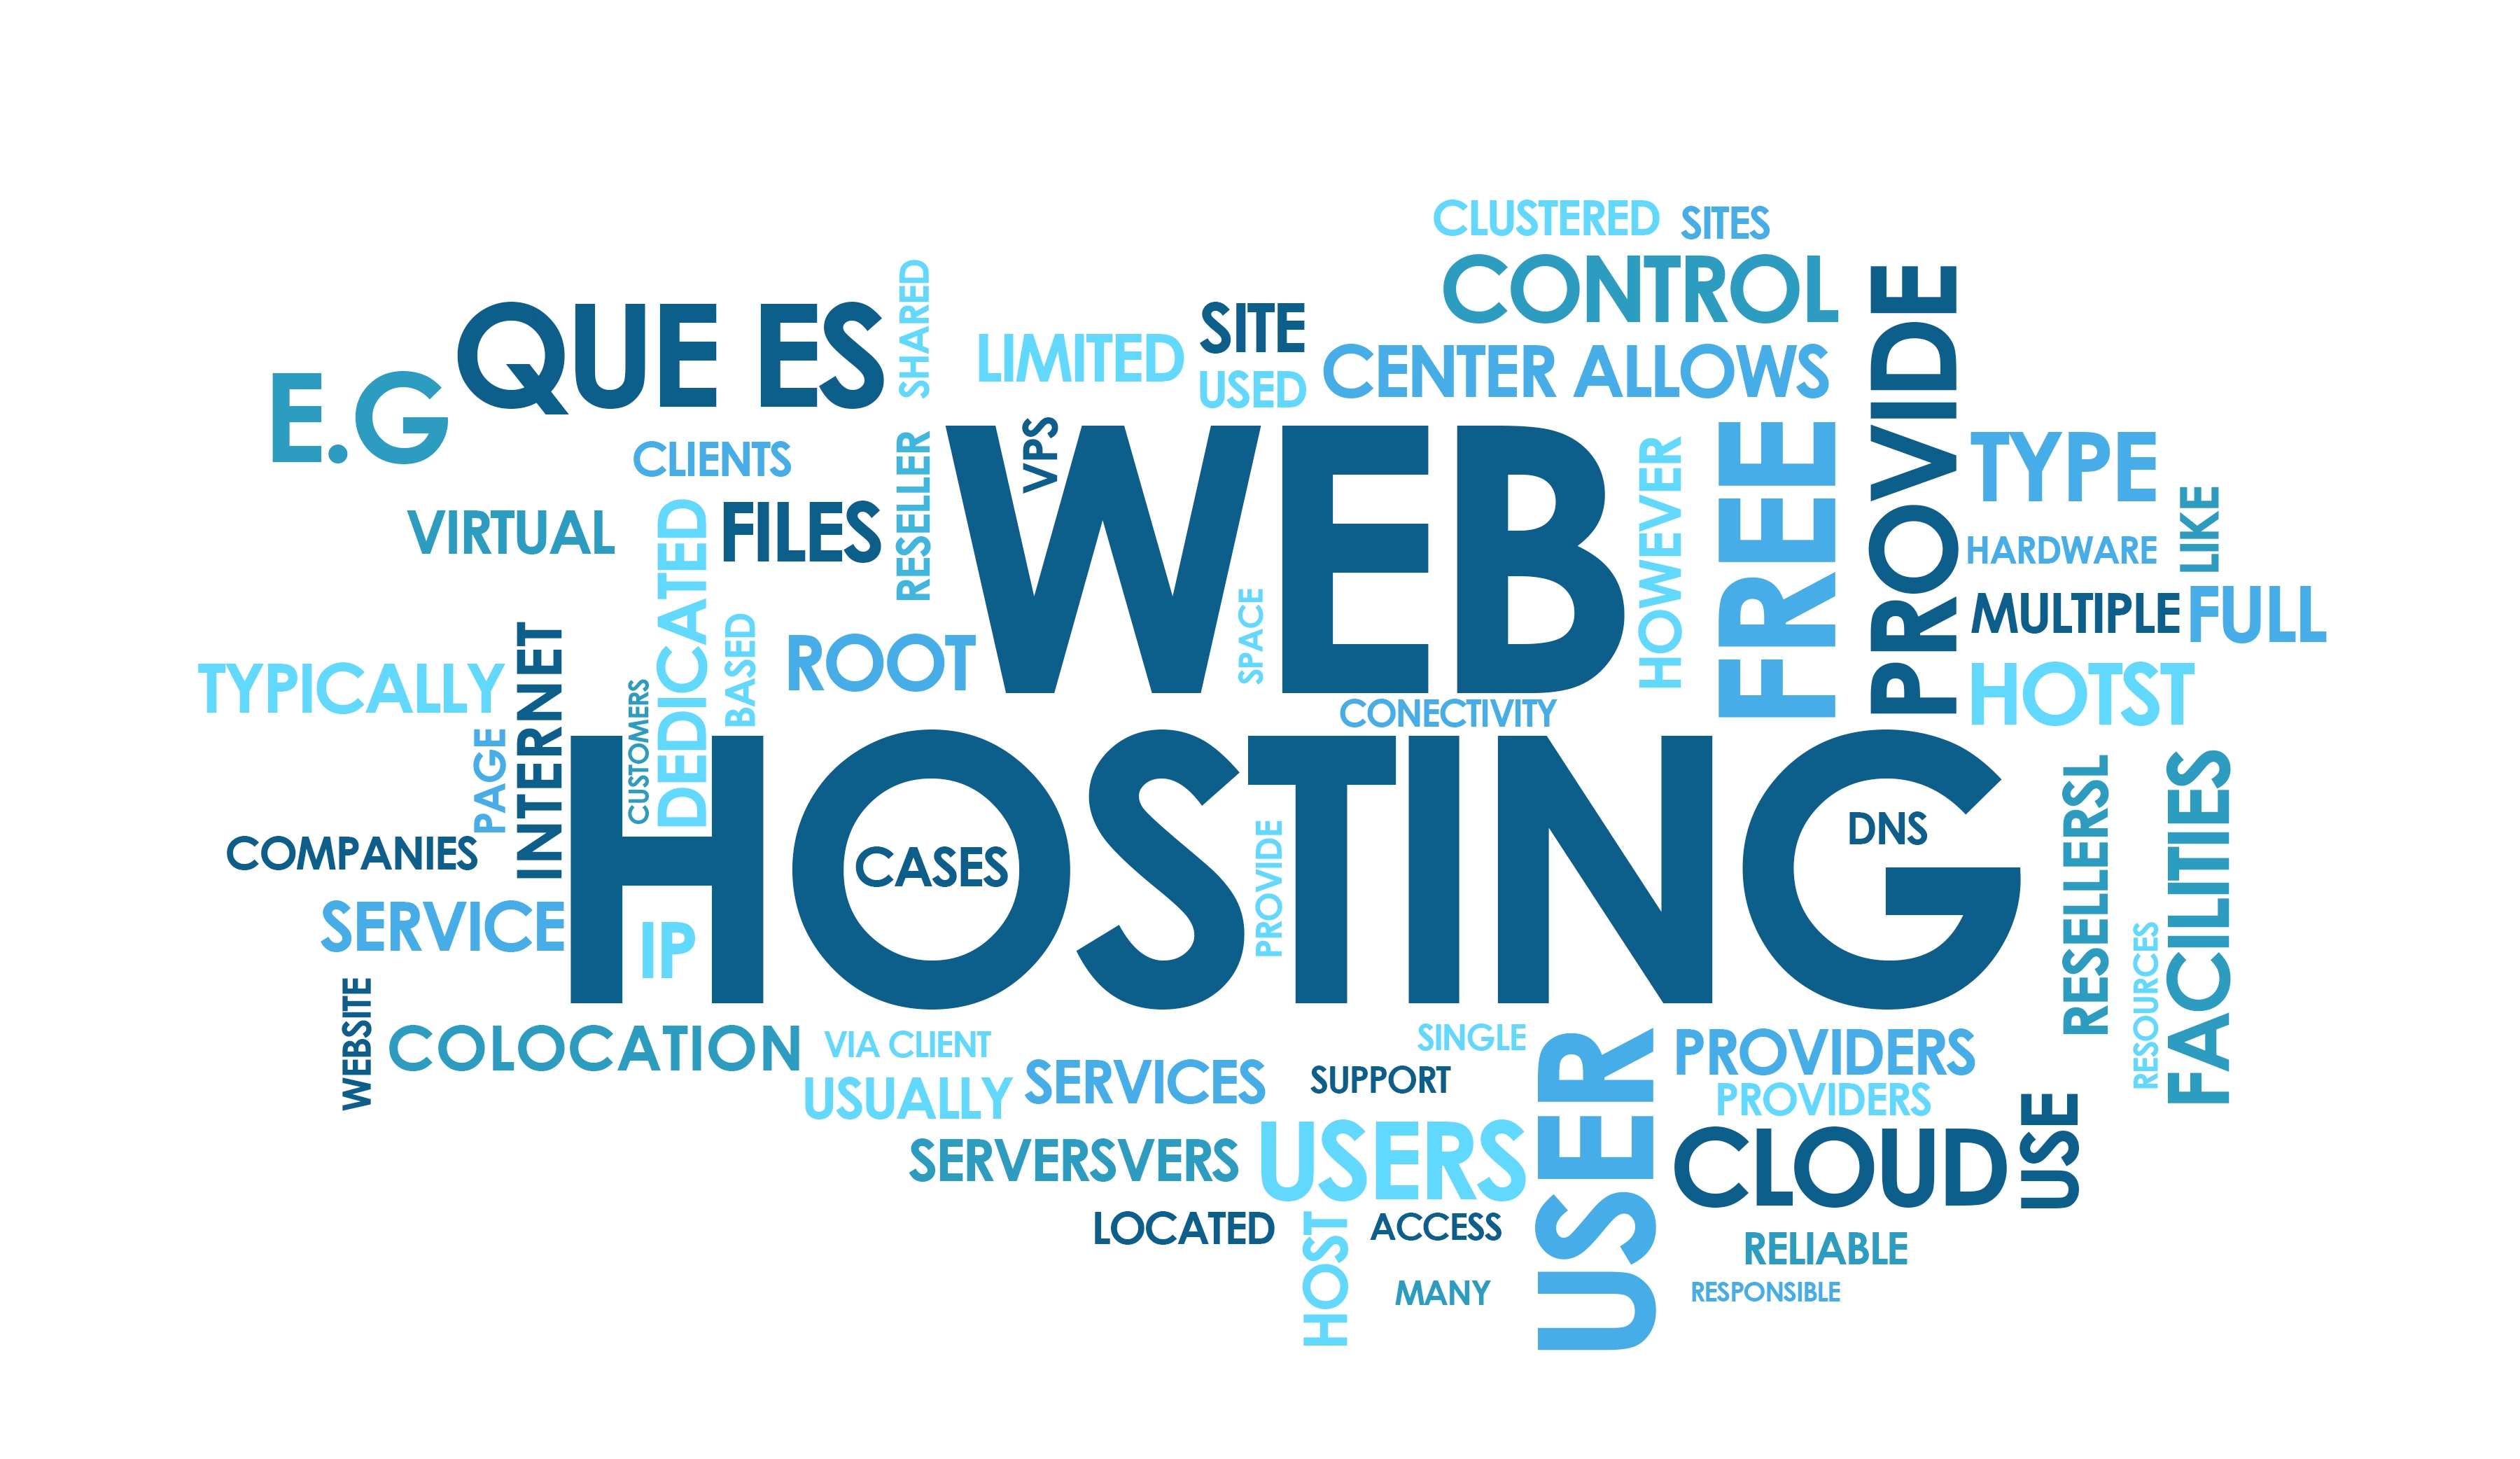 CLUSTERED
SITES
CONTROL
PROVIDE
SHARED
QUE ES
LIMITED
SITE
USED
CENTER ALLOWS
E.G
CLIENTS
RESELLER
VPS
WEB
HOWEVER
FREE
TYPE
LIKE
VIRTUAL
DEDICATED
FILES
HARDWARE
SPACE
MULTIPLE
FULL
TYPICALLY
INTERNET
CUSTOMERS
BASED
ROOT
HOTST
CONECTIVITY
PAGE
HOSTING
COMPANIES
CASES
PROVIDE
DNS
RESELLERSL
FACILITIES
SERVICE
IP
RESOURCES
WEBSITE
COLOCATION
VIA CLIENT
SINGLE
USER
PROVIDERS
USUALLY
SERVICES
SUPPORT
PROVIDERS
SERVERSVERS
USERS
CLOUD
USE
LOCATED
HOST
ACCESS
RELIABLE
MANY
RESPONSIBLE